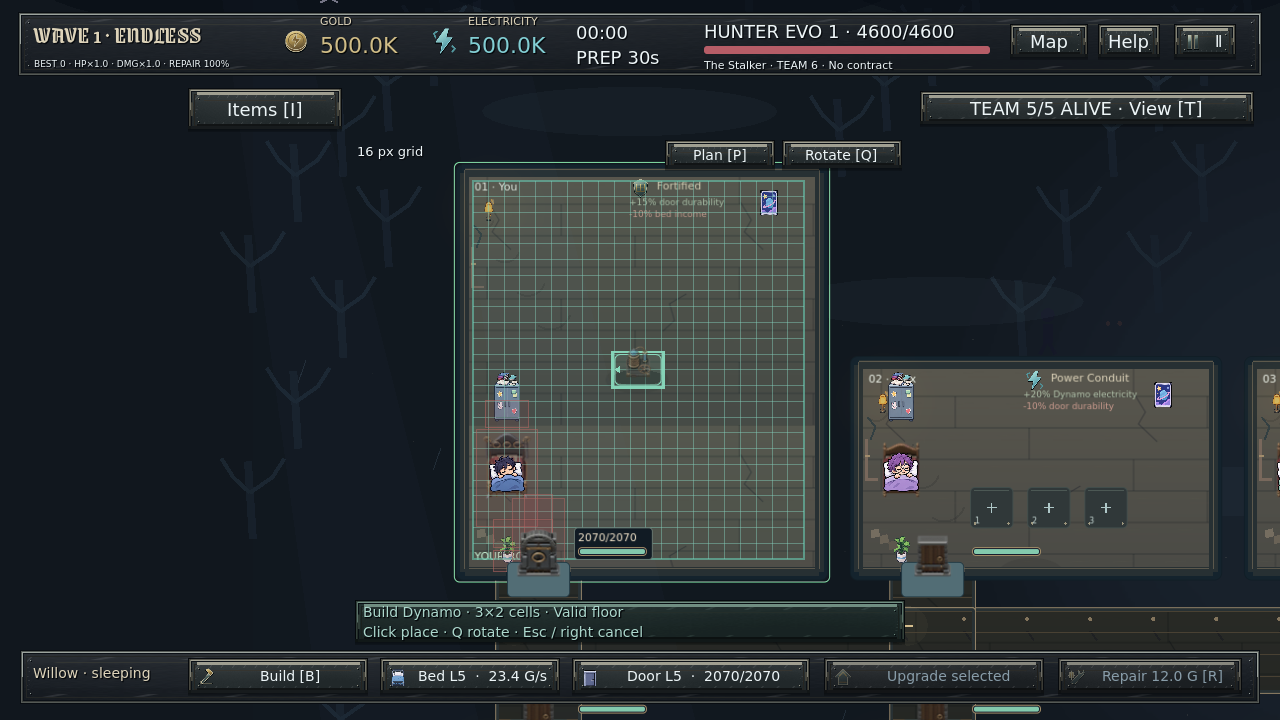 WAVE 1 · ENDLESS
BEST 0 · HP×1.0 · DMG×1.0 · REPAIR 100%
GOLD
500.0K
ELECTRICITY
500.0K
00:00
PREP 30s
HUNTER EVO 1 · 4600/4600
The Stalker · TEAM 6 · No contract
Map
Help
Items [I]
TEAM 5/5 ALIVE · View [T]
16 px grid
Plan [P]
Rotate [Q]
01 · You
Fortified
+15% door durability
-10% bed income
02 ·
Power Conduit
+20% Dynamo electricity
-10% door durability
03
1
2
3
2070/2070
Build Dynamo · 3×2 cells · Valid floor
Click place · Q rotate · Esc / right cancel
Willow · sleeping
Build [B]
Bed L5 · 23.4 G/s
Door L5 · 2070/2070
Upgrade selected
Repair 12.0 G [R]